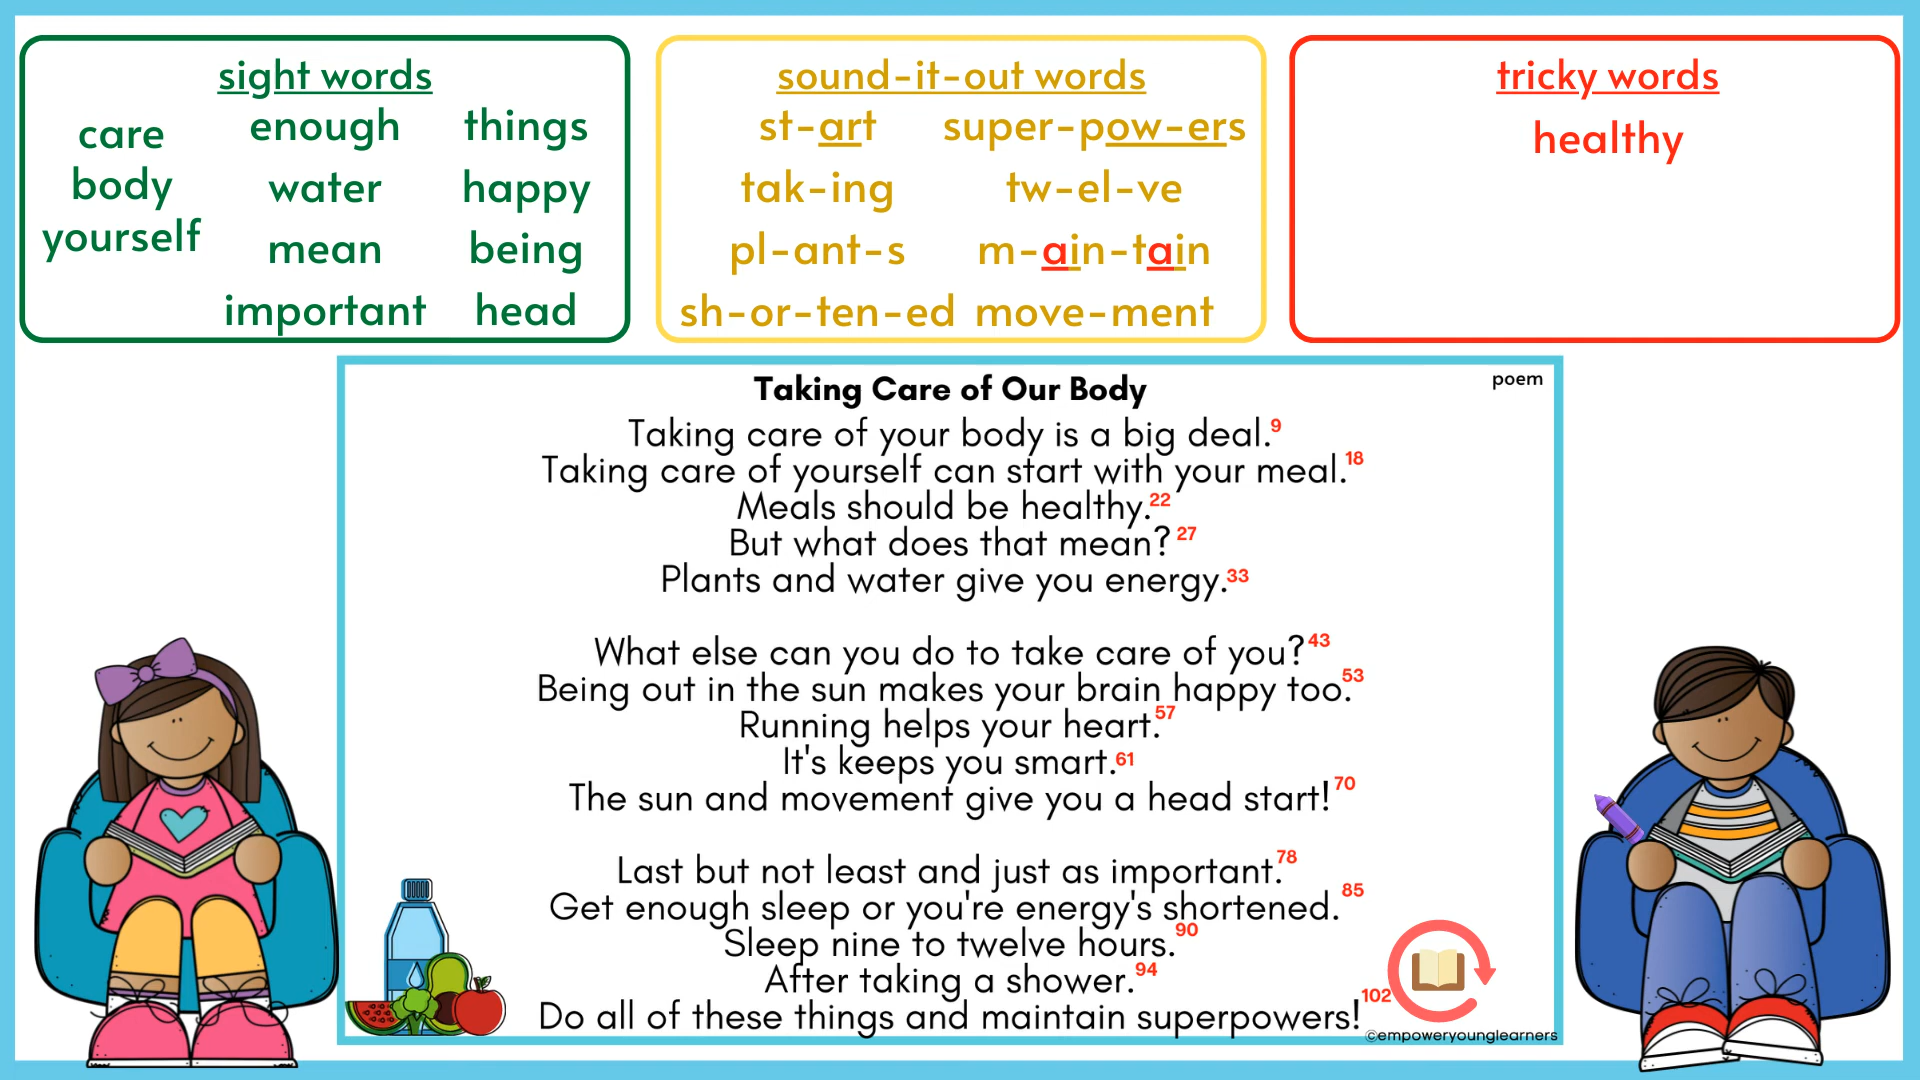 sight words
care
body
yourself
enough
water
mean
important
things
happy
being
head
sound-it-out words
st-art
tak-ing
pl-ant-s
sh-or-ten-ed
super-pow-ers
tw-el-ve
m-ain-tain
move-ment
tricky words
healthy
poem
Taking Care of Our Body
Taking care of your body is a big deal.9
Taking care of yourself can start with your meal.18
Meals should be healthy.22
But what does that mean? 27
Plants and water give you energy.33
What else can you do to take care of you?43
Being out in the sun makes your brain happy too.53
Running helps your heart.57
It's keeps you smart.61
The sun and movement give you a head start!70
Last but not least and just as important.78
Get enough sleep or you're energy's shortened. 85
Sleep nine to twelve hours.90
After taking a shower.94
Do all of these things and maintain superpowers!102
©empoweryounglearners